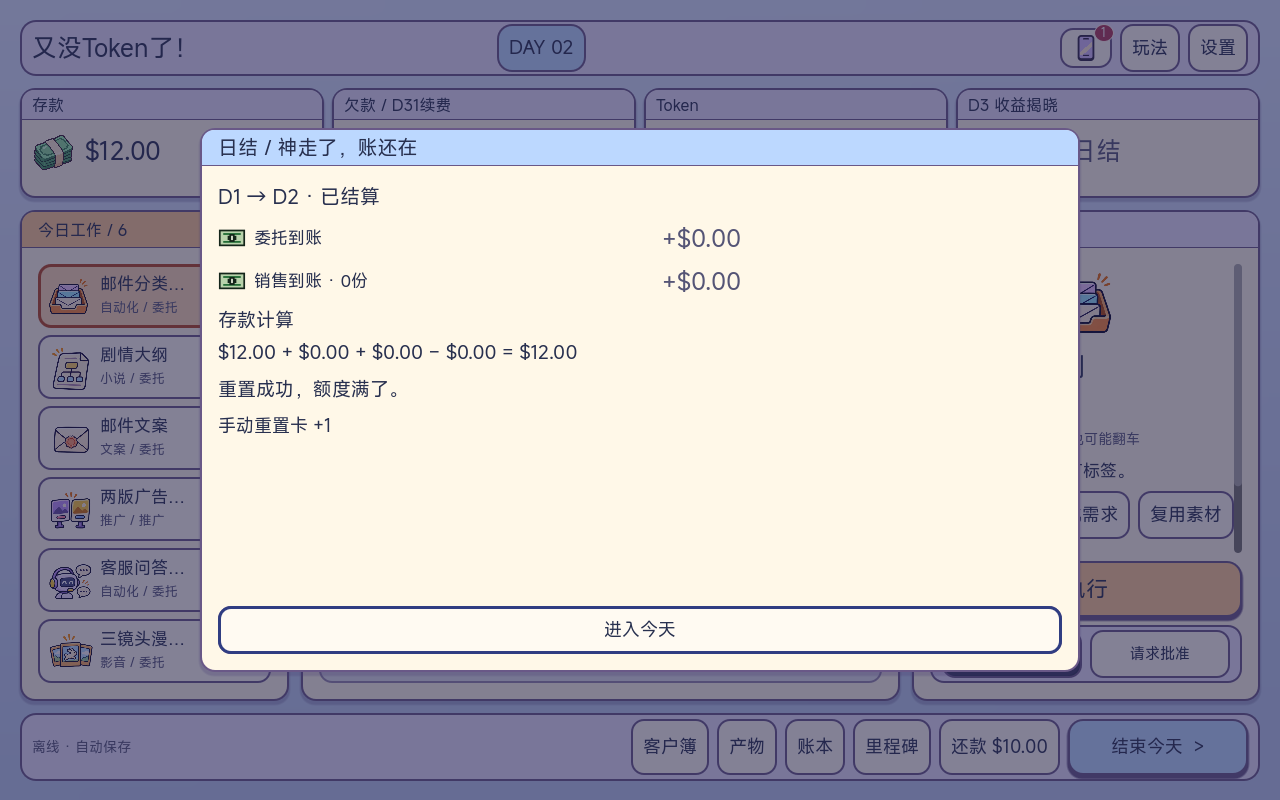 又没Token了!
DAY 02
1
玩法
设置
存款
欠款 / D31续费
Token
D3 收益揭晓
$12.00
日结
日结 / 神走了，账还在
D1 → D2 · 已结算
委托到账
+$0.00
销售到账 · 0份
+$0.00
存款计算
$12.00 + $0.00 + $0.00 − $0.00 = $12.00
重置成功，额度满了。
手动重置卡 +1
进入今天
今日工作 / 6
邮件分类...
自动化 / 委托
剧情大纲
小说 / 委托
邮件文案
文案 / 委托
两版广告...
推广 / 推广
客服问答...
自动化 / 委托
三镜头漫...
影音 / 委托
可能翻车
标签。
需求
复用素材
行
请求批准
离线 · 自动保存
客户簿
产物
账本
里程碑
还款 $10.00
结束今天 >